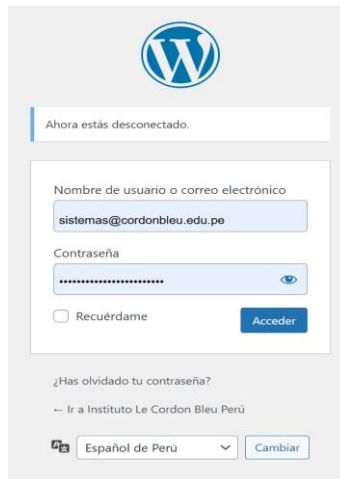 Ahora estás desconectado.
Nombre de usuario o correo electrónico
sistemas@cordonbleu.edu.pe
Contraseña
••••••••••••••••••••••••
Recuérdame
Acceder
¿Has olvidado tu contraseña?
← Ir a Instituto Le Cordon Bleu Perú
Español de Perú
Cambiar